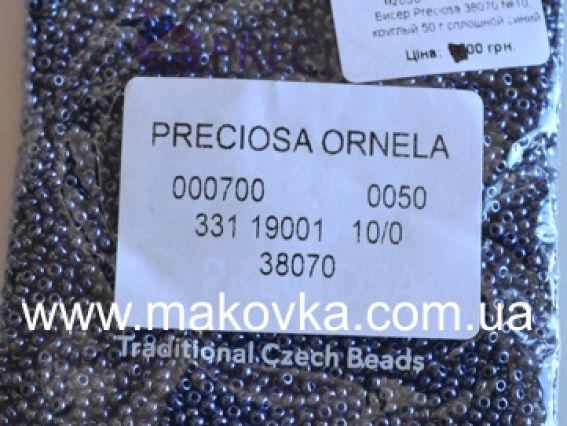 Бисер Preciosa 38070 №10,
круглый 50 г сплошной синий
Ціна: 00 грн.
PRECIOSA ORNELA
000700 0050
331 19001 10/0
38070
www.makovka.com.ua
Traditional Czech Beads